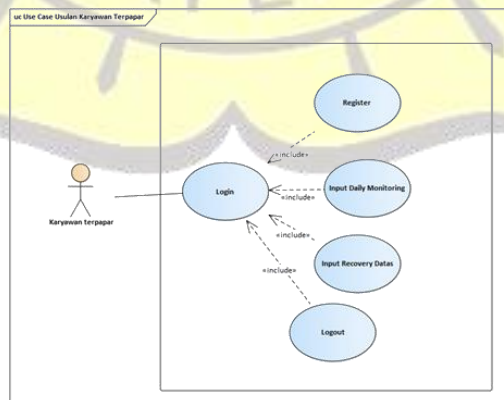 uc Use Case Usulan Karyawan Terpapar
Register
«include»
Login
Input Daily Monitoring
«include»
Karyawan terpapar
«include»
Input Recovery Datas
«include»
Logout